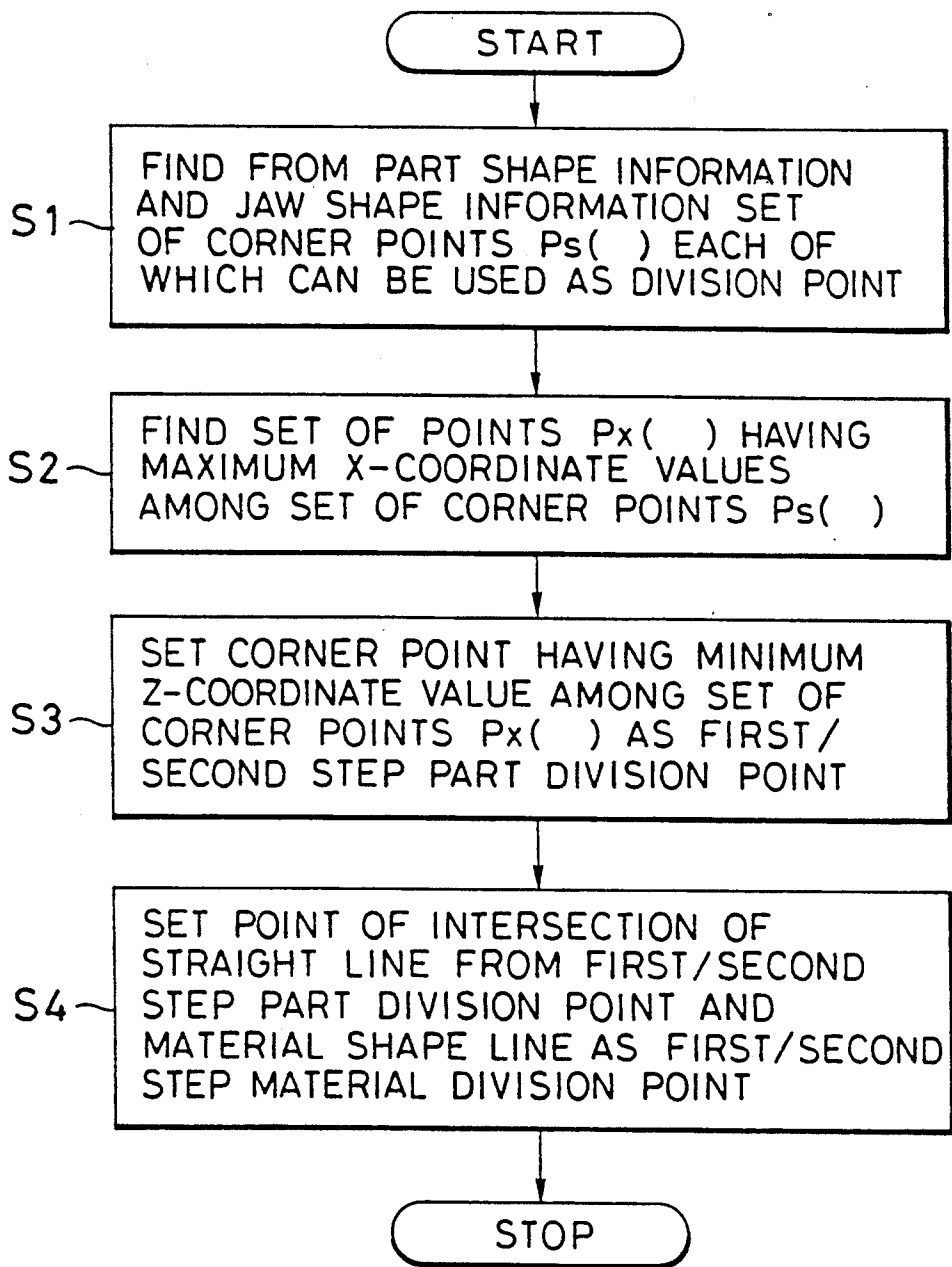 START
FIND FROM PART SHAPE INFORMATION
AND JAW SHAPE INFORMATION SET
OF CORNER POINTS Ps( ) EACH OF
WHICH CAN BE USED AS DIVISION POINT
S1
FIND SET OF POINTS Px( ) HAVING
MAXIMUM X-COORDINATE VALUES
AMONG SET OF CORNER POINTS Ps( )
S2
SET CORNER POINT HAVING MINIMUM
Z-COORDINATE VALUE AMONG SET OF
CORNER POINTS Px( ) AS FIRST/
SECOND STEP PART DIVISION POINT
S3
SET POINT OF INTERSECTION OF
STRAIGHT LINE FROM FIRST/SECOND
STEP PART DIVISION POINT AND
MATERIAL SHAPE LINE AS FIRST/SECOND
STEP MATERIAL DIVISION POINT
S4
STOP